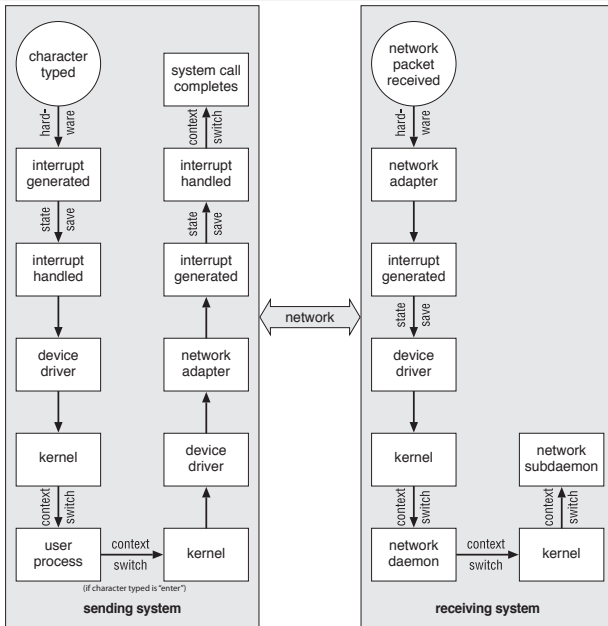 character
typed
hard-
ware
interrupt
generated
state
save
interrupt
handled
device
driver
kernel
context
switch
user
process
context
switch
(if character typed is "enter")
kernel
device
driver
network
adapter
interrupt
generated
state
save
interrupt
handled
context
switch
system call
completes
sending system
network
network
packet
received
hard-
ware
network
adapter
interrupt
generated
state
save
device
driver
kernel
context
switch
network
daemon
context
switch
kernel
context
switch
network
subdaemon
receiving system